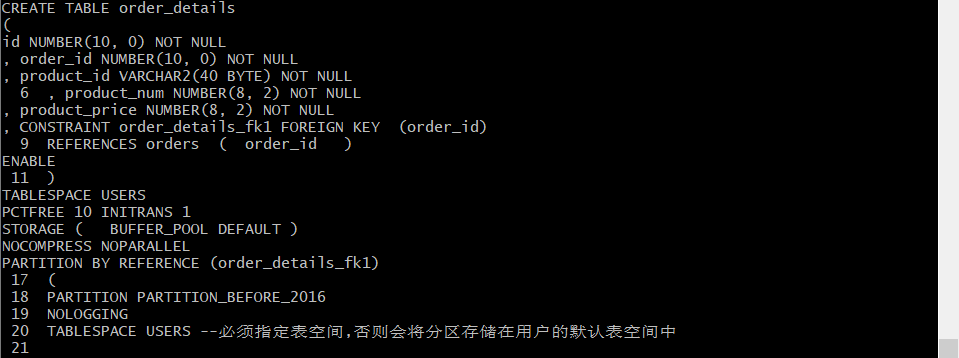 CREATE TABLE order_details
(
id NUMBER(10, 0) NOT NULL
, order_id NUMBER(10, 0) NOT NULL
, product_id VARCHAR2(40 BYTE) NOT NULL
  6  , product_num NUMBER(8, 2) NOT NULL
, product_price NUMBER(8, 2) NOT NULL
, CONSTRAINT order_details_fk1 FOREIGN KEY  (order_id)
  9  REFERENCES orders  (  order_id   )
ENABLE
 11  )
TABLESPACE USERS
PCTFREE 10 INITRANS 1
STORAGE (   BUFFER_POOL DEFAULT )
NOCOMPRESS NOPARALLEL
PARTITION BY REFERENCE (order_details_fk1)
 17  (
 18  PARTITION PARTITION_BEFORE_2016
 19  NOLOGGING
 20  TABLESPACE USERS --必须指定表空间,否则会将分区存储在用户的默认表空间中
 21